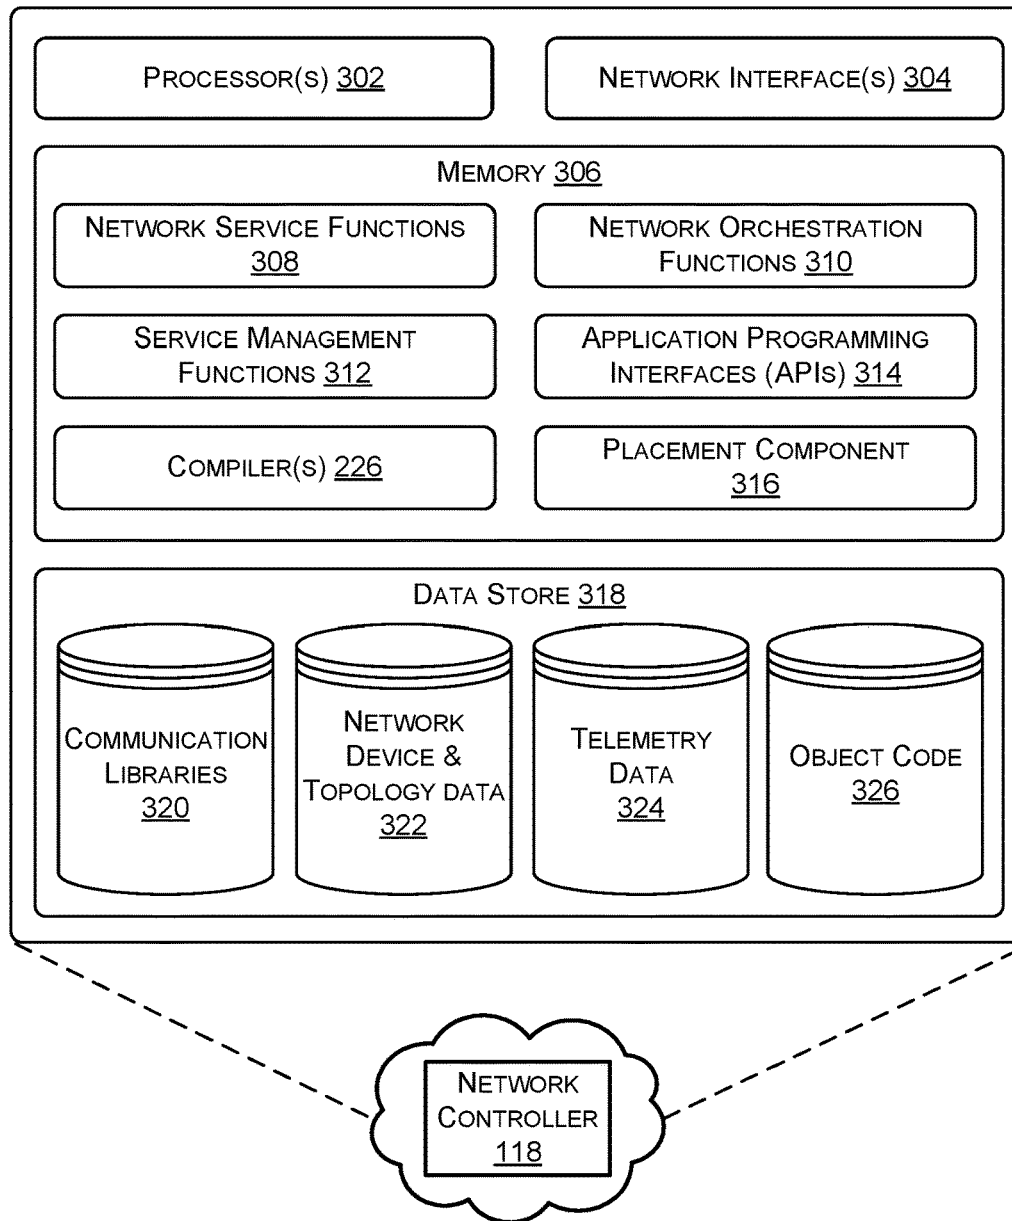 PROCESSOR(S) 302
NETWORK INTERFACE(S) 304
MEMORY 306
NETWORK SERVICE FUNCTIONS
308
NETWORK ORCHESTRATION
FUNCTIONS 310
SERVICE MANAGEMENT
FUNCTIONS 312
APPLICATION PROGRAMMING
INTERFACES (APIS) 314
COMPILER(S) 226
PLACEMENT COMPONENT
316
DATA STORE 318
COMMUNICATION
LIBRARIES
320
NETWORK
DEVICE &
TOPOLOGY DATA
322
TELEMETRY
DATA
324
OBJECT CODE
326
NETWORK
CONTROLLER
118